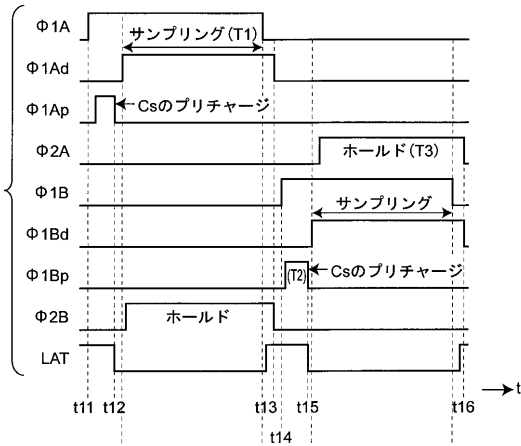 Φ1A
サンプリング(T1)
Φ1Ad
Φ1Ap
Csのプリチャージ
Φ2A
ホールド(T3)
Φ1B
サンプリング
Φ1Bd
Φ1Bp
(T2)
Csのプリチャージ
Φ2B
ホールド
LAT
t
t11 t12 t13 t15 t16
t14